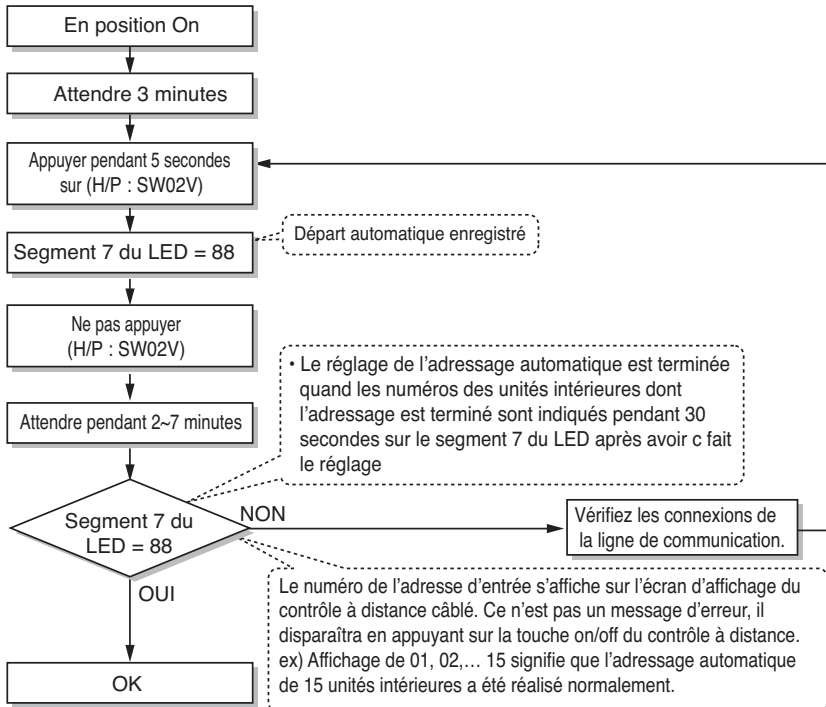 En position On
Attendre 3 minutes
Appuyer pendant 5 secondes
sur (H/P : SW02V)
Segment 7 du LED = 88
Départ automatique enregistré
Ne pas appuyer
(H/P : SW02V)
Attendre pendant 2~7 minutes
• Le réglage de l'adressage automatique est terminée
quand les numéros des unités intérieures dont
l'adressage est terminé sont indiqués pendant 30
secondes sur le segment 7 du LED après avoir c fait
le réglage
Segment 7 du
LED = 88
NON
Vérifiez les connexions de
la ligne de communication.
OUI
Le numéro de l'adresse d'entrée s'affiche sur l'écran d'affichage du
contrôle à distance câblé. Ce n'est pas un message d'erreur, il
disparaîtra en appuyant sur la touche on/off du contrôle à distance.
ex) Affichage de 01, 02,... 15 signifie que l'adressage automatique
de 15 unités intérieures a été réalisé normalement.
OK